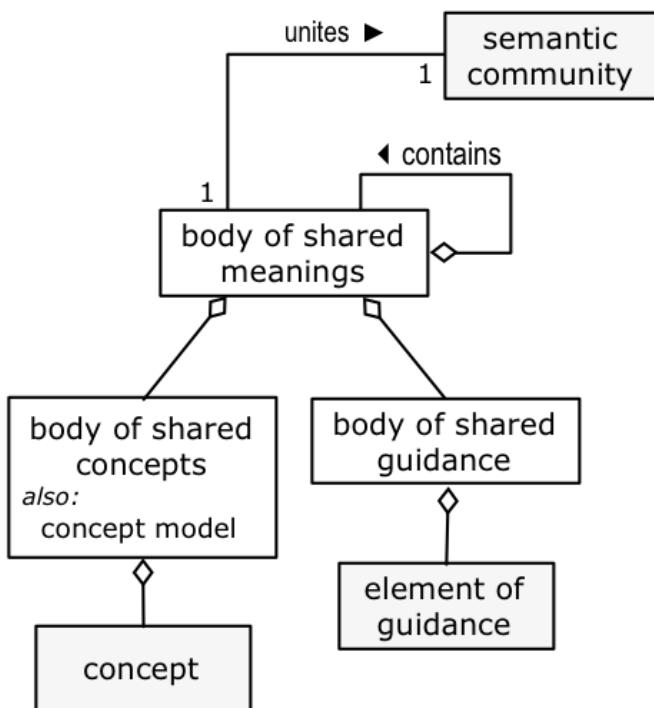 unites ►
semantic
community
1
◄ contains
1
body of shared
meanings
body of shared
concepts
also:
concept model
body of shared
guidance
element of
guidance
concept